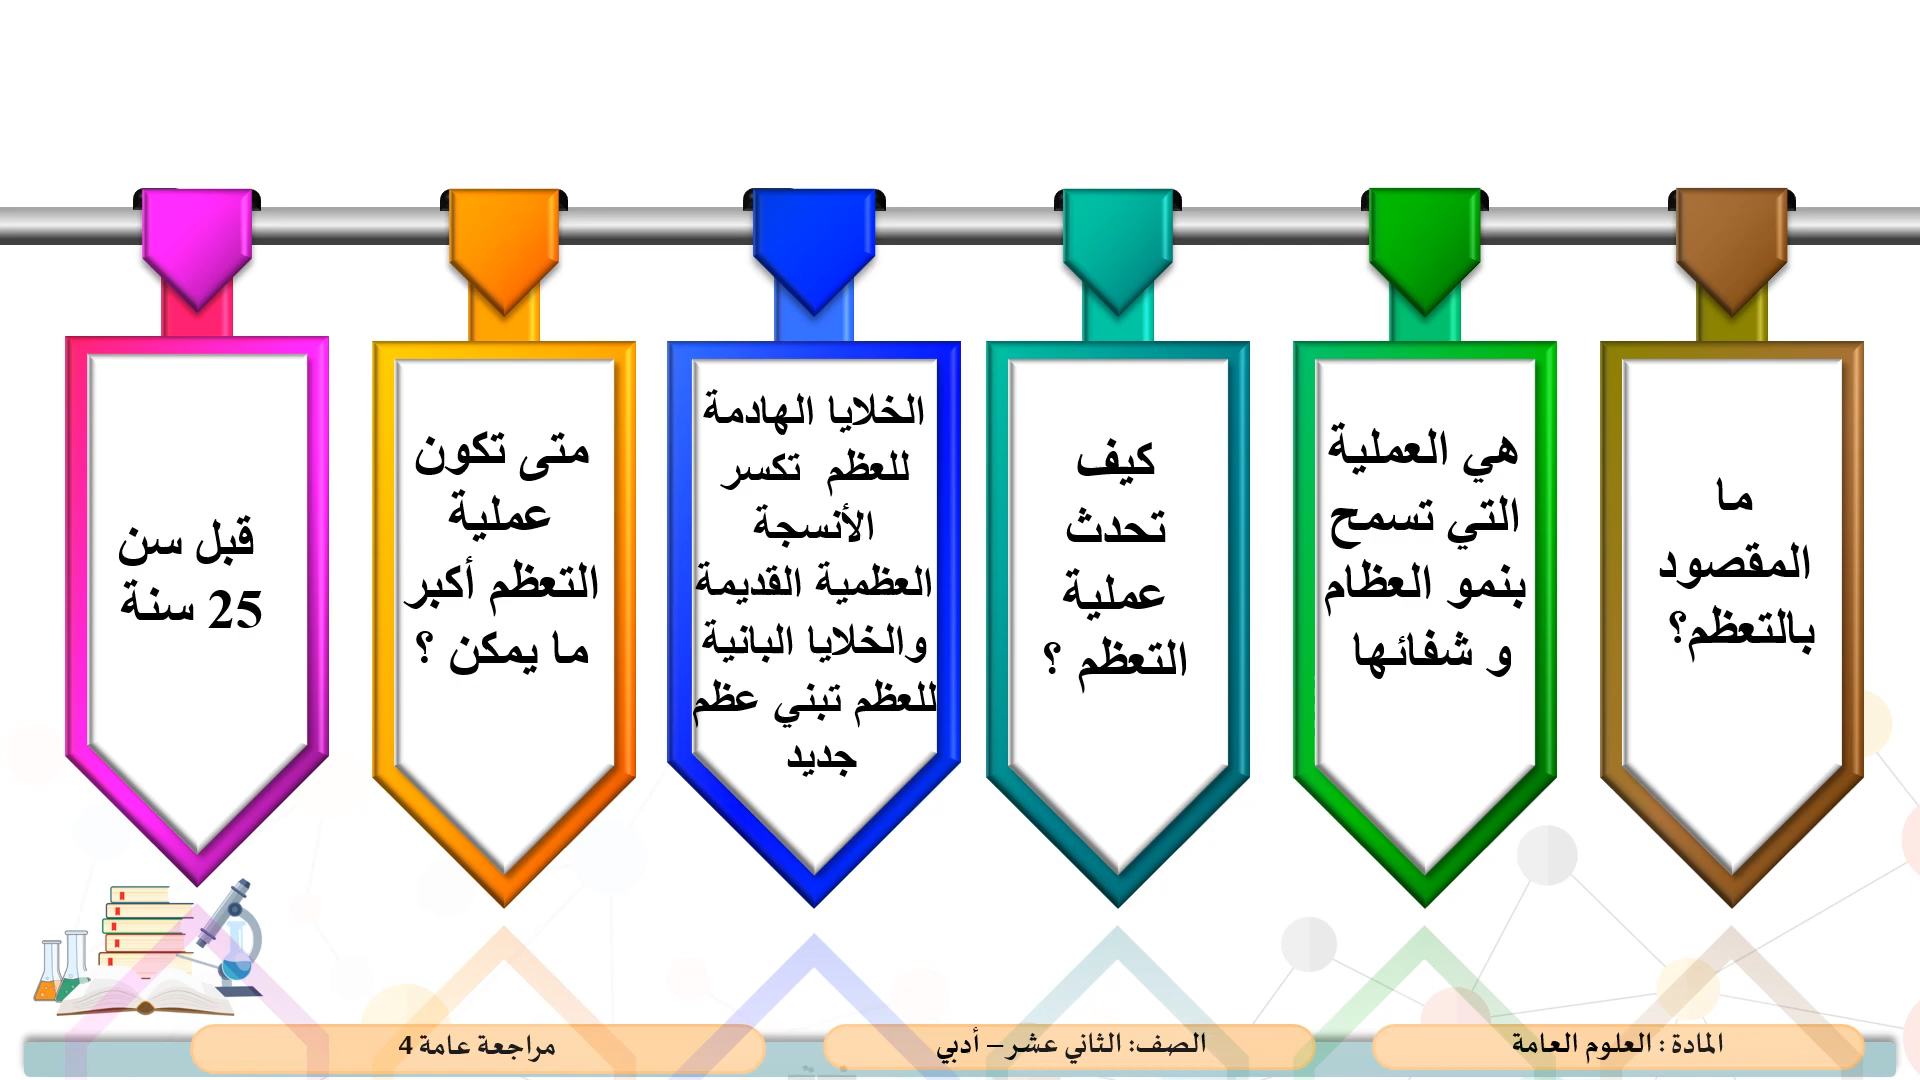 ما
المقصود
بالتعظم؟
هي العملية
التي تسمح
بنمو العظام
و شفائها
كيف
تحدث
عملية
التعظم ؟
الخلايا الهادمة
للعظم تكسر
الأنسجة
العظمية القديمة
والخلايا البانية
للعظم تبني عظم
جديد
متى تكون
عملية
التعظم أكبر
ما يمكن ؟
قبل سن
25 سنة
المادة : العلوم العامة
الصف: الثاني عشر– أدبي
مراجعة عامة 4